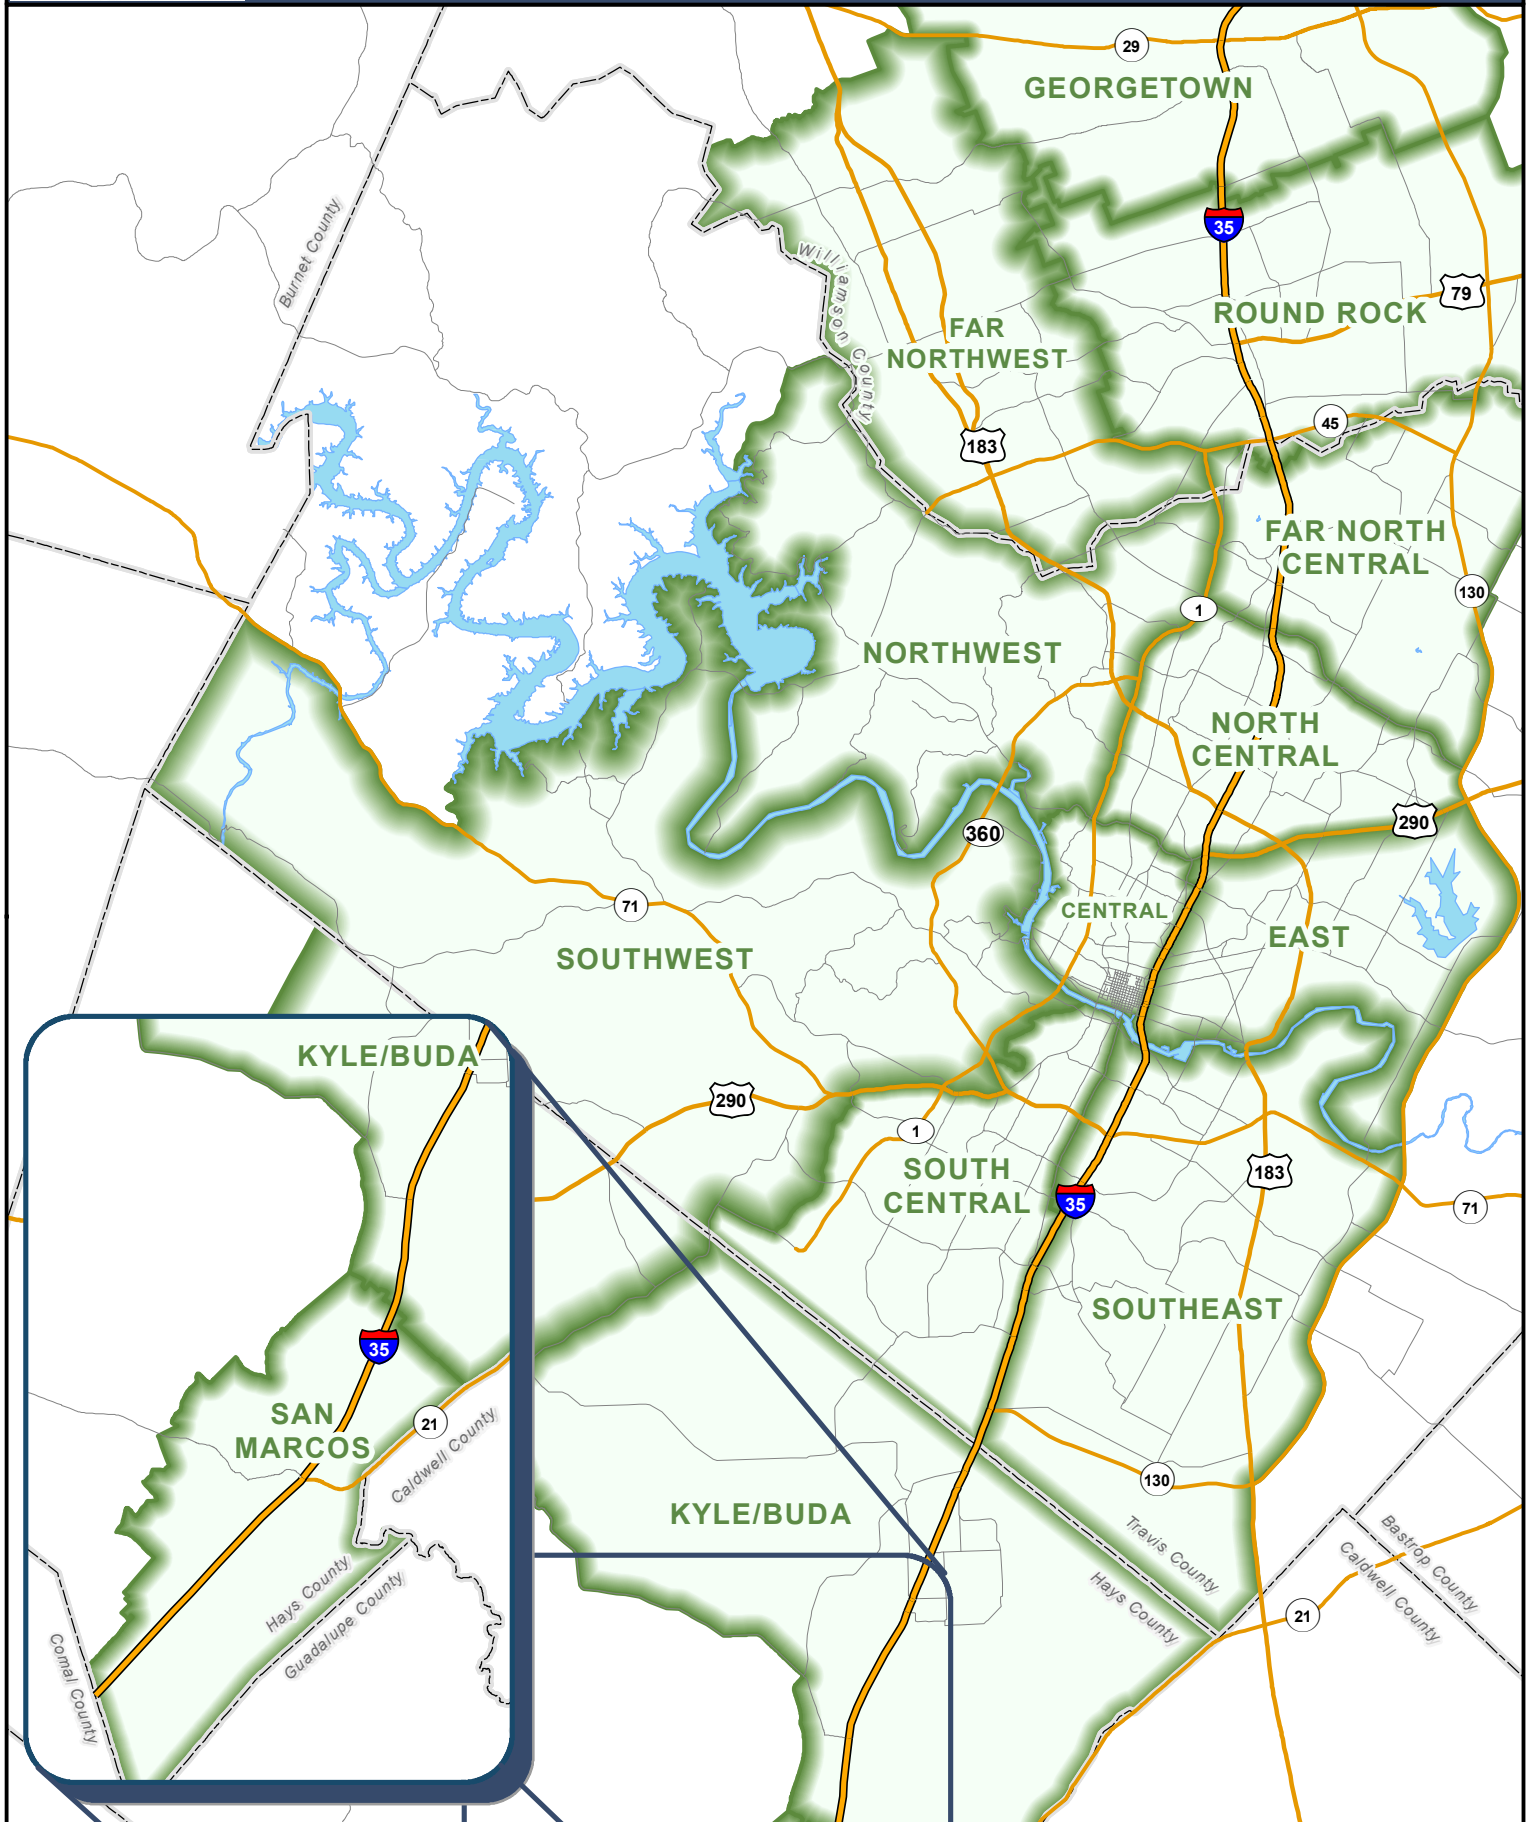 29
GEORGETOWN
35
Burnet County
Williamson County
79
ROUND ROCK
FAR
NORTHWEST
45
183
FAR NORTH
CENTRAL
130
1
NORTHWEST
NORTH
CENTRAL
290
360
71
CENTRAL
EAST
SOUTHWEST
KYLE/BUDA
290
1
SOUTH
CENTRAL
183
35
71
SOUTHEAST
35
SAN
MARCOS
21
Caldwell County
130
KYLE/BUDA
Travis County
Hays County
Bastrop County
Caldwell County
Hays County
Guadalupe County
21
Comal County